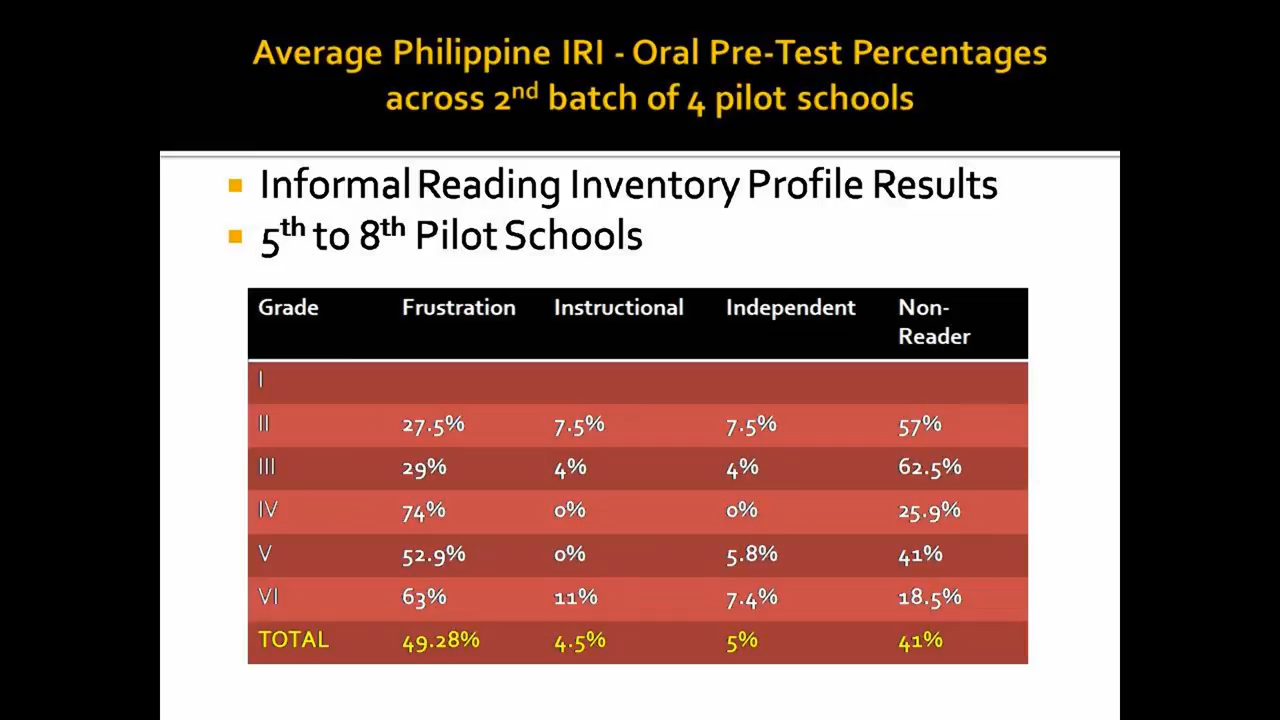 Average Philippine IRI - Oral Pre-Test Percentages
across 2nd batch of 4 pilot schools
Informal Reading Inventory Profile Results
5th to 8th Pilot Schools
Grade Frustration Instructional Independent Non-
Reader
I
II 27.5% 7.5% 7.5% 57%
III 29% 4% 4% 62.5%
IV 74% 0% 0% 25.9%
V 52.9% 0% 5.8% 41%
VI 63% 11% 7.4% 18.5%
TOTAL 49.28% 4.5% 5% 41%